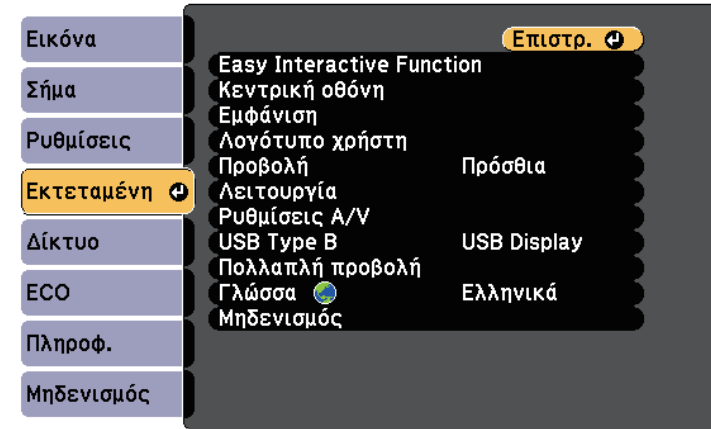 Εικόνα
Σήμα
Ρυθμίσεις
Εκτεταμένη
Δίκτυο
ECO
Πληροφ.
Μηδενισμός
Επιστρ.
Easy Interactive Function
Κεντρική οθόνη
Εμφάνιση
Λογότυπο χρήστη
Προβολή Πρόσθια
Λειτουργία
Ρυθμίσεις A/V
USB Type B USB Display
Πολλαπλή προβολή
Γλώσσα Ελληνικά
Μηδενισμός